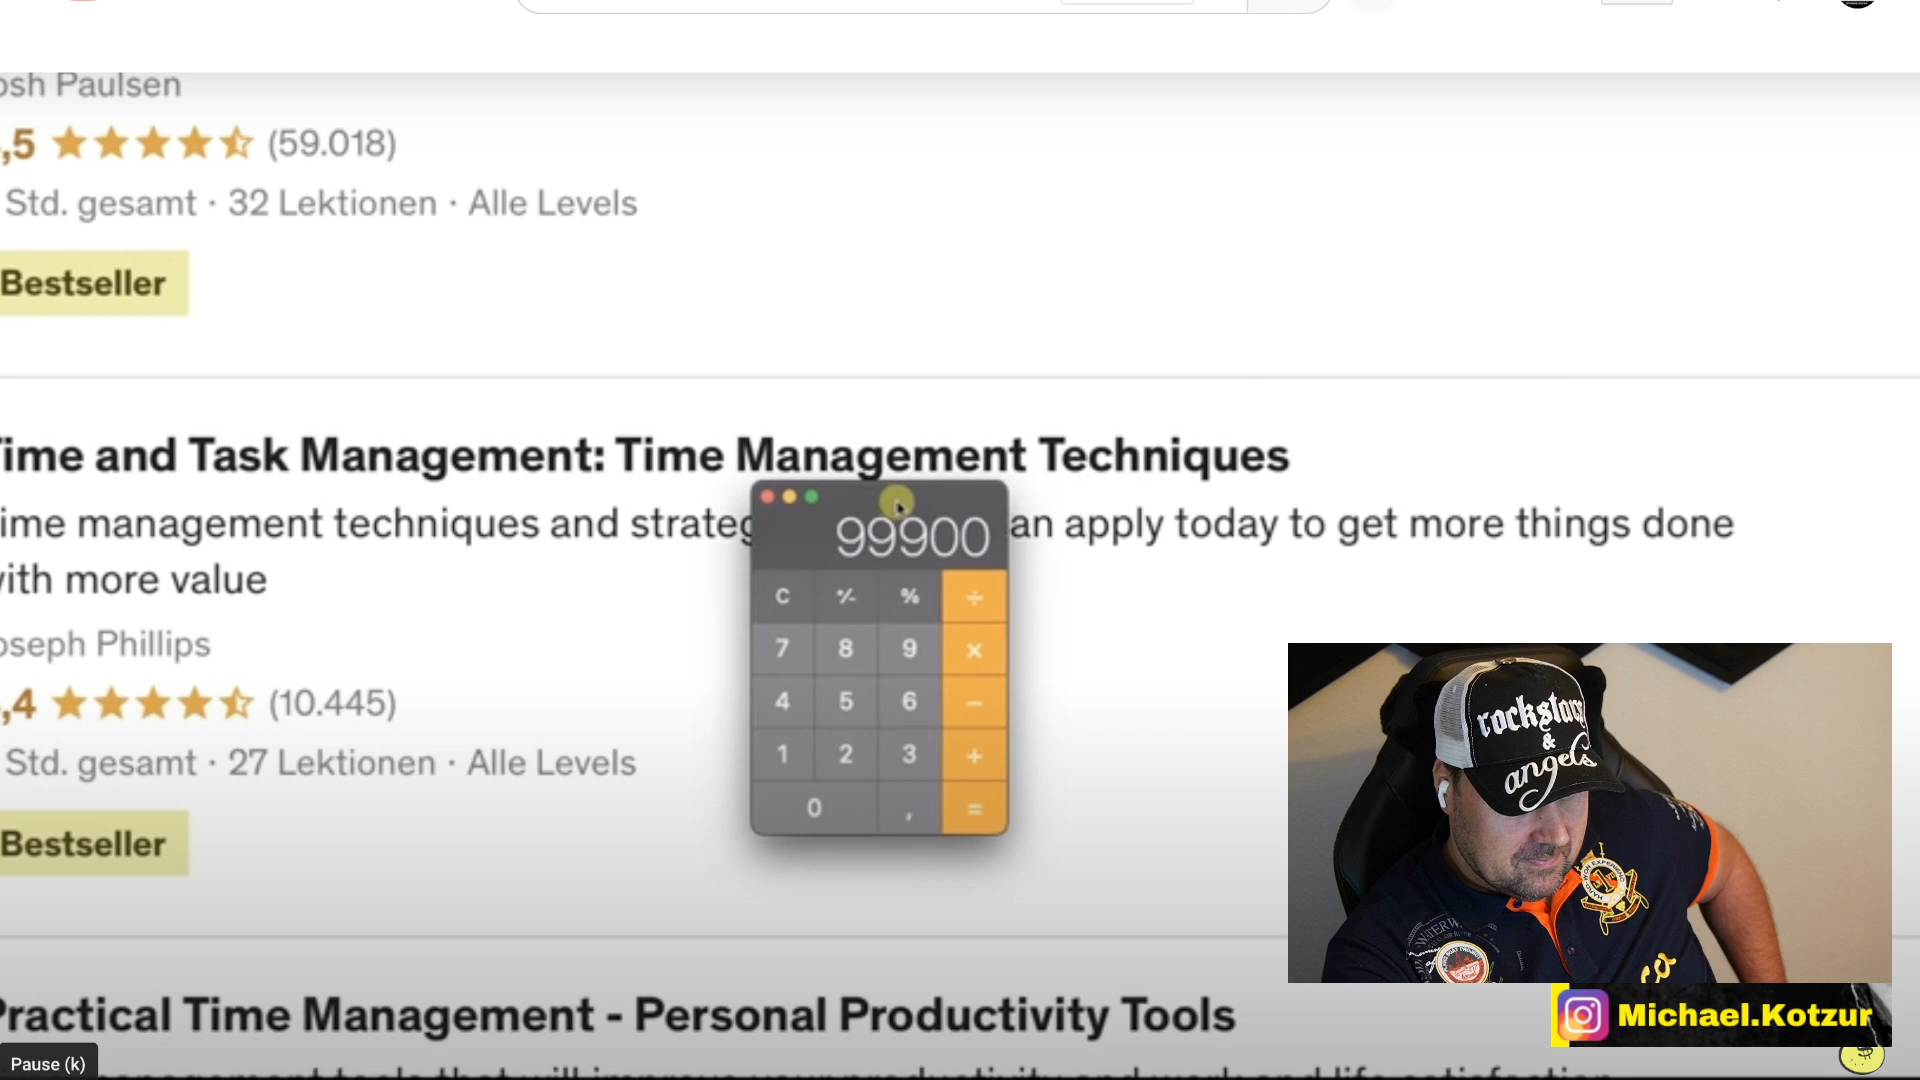 osh Paulsen
,5 (59.018)
Std. gesamt · 32 Lektionen · Alle Levels
Bestseller
ime and Task Management: Time Management Techniques
ime management techniques and strateg an apply today to get more things done
ith more value
oseph Phillips
,4 (10.445)
Std. gesamt · 27 Lektionen · Alle Levels
Bestseller
99900
C % ÷
7 8 9 ×
4 5 6 −
1 2 3 +
0 , =
rockstars
&
angels
Practical Time Management - Personal Productivity Tools
Michael.Kotzur
Pause (k)